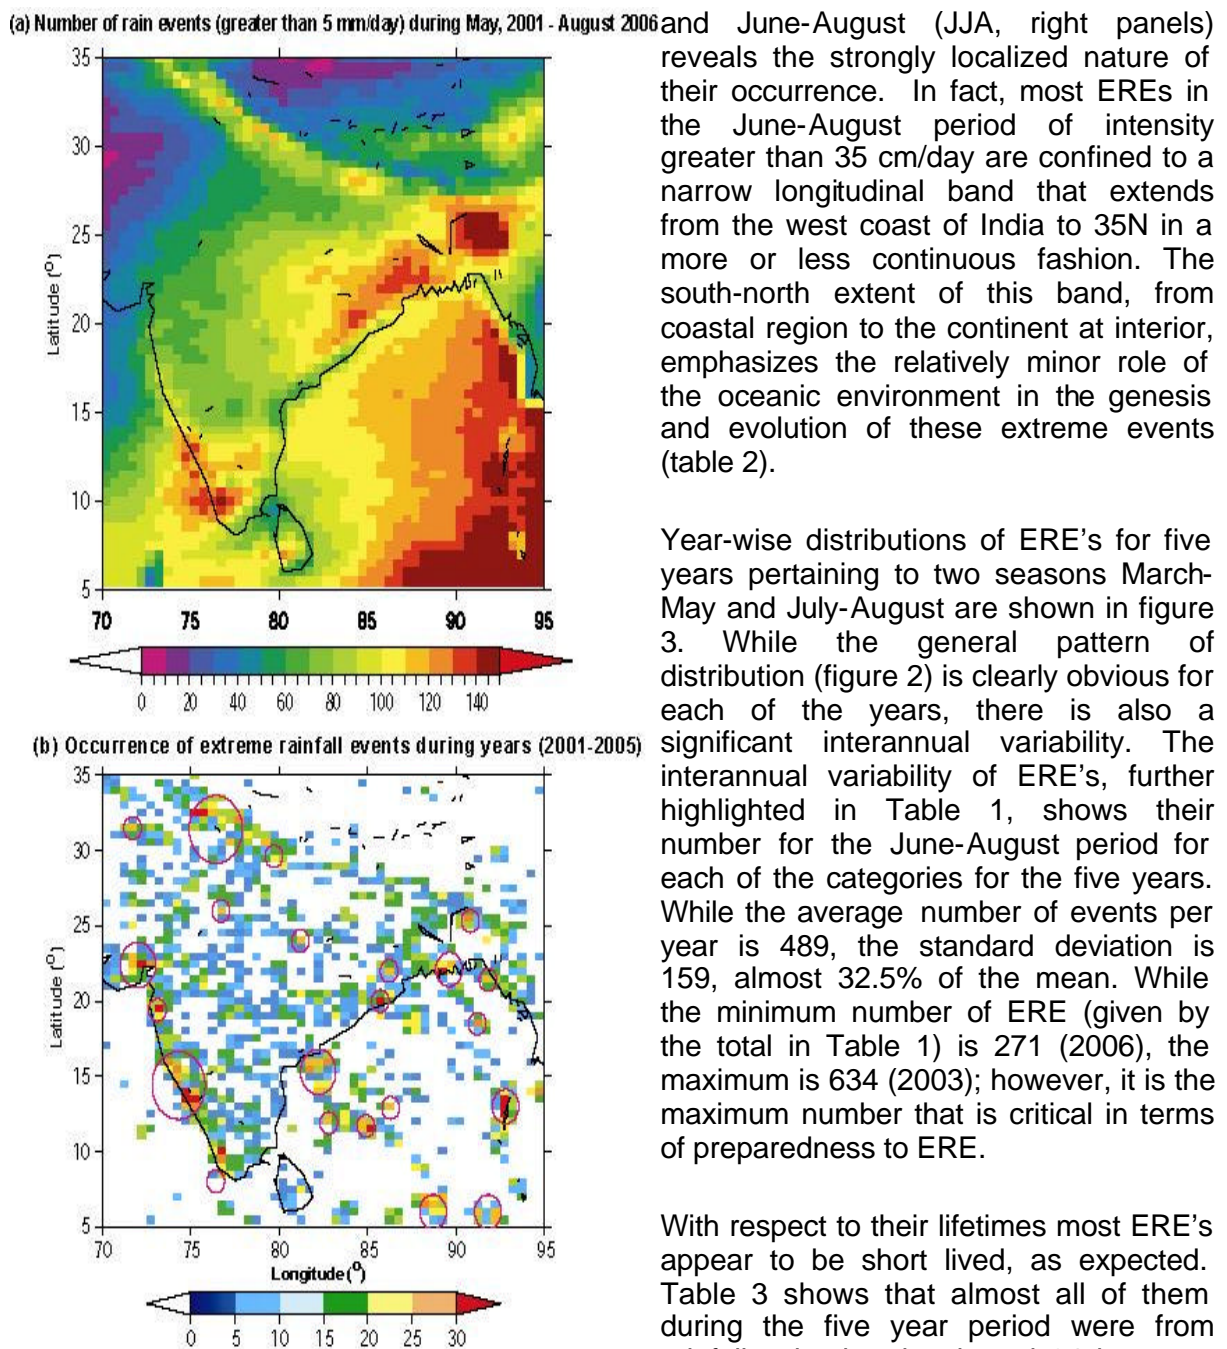 (a) Number of rain events (greater than 5 mm/day) during May, 2001 - August 2006
35
30
25
20
15
10
5
Latitude (°)
70 75 80 85 90 95
0 20 40 60 80 100 120 140
(b) Occurrence of extreme rainfall events during years (2001-2005)
35
30
25
20
15
10
5
Latitude (°)
70 75 80 85 90 95
Longitude (°)
0 5 10 15 20 25 30
and June-August (JJA, right panels)
reveals the strongly localized nature of
their occurrence. In fact, most EREs in
the June-August period of intensity
greater than 35 cm/day are confined to a
narrow longitudinal band that extends
from the west coast of India to 35N in a
more or less continuous fashion. The
south-north extent of this band, from
coastal region to the continent at interior,
emphasizes the relatively minor role of
the oceanic environment in the genesis
and evolution of these extreme events
(table 2).
Year-wise distributions of ERE's for five
years pertaining to two seasons March-
May and July-August are shown in figure
3. While the general pattern of
distribution (figure 2) is clearly obvious for
each of the years, there is also a
significant interannual variability. The
interannual variability of ERE's, further
highlighted in Table 1, shows their
number for the June-August period for
each of the categories for the five years.
While the average number of events per
year is 489, the standard deviation is
159, almost 32.5% of the mean. While
the minimum number of ERE (given by
the total in Table 1) is 271 (2006), the
maximum is 634 (2003); however, it is the
maximum number that is critical in terms
of preparedness to ERE.
With respect to their lifetimes most ERE's
appear to be short lived, as expected.
Table 3 shows that almost all of them
during the five year period were from